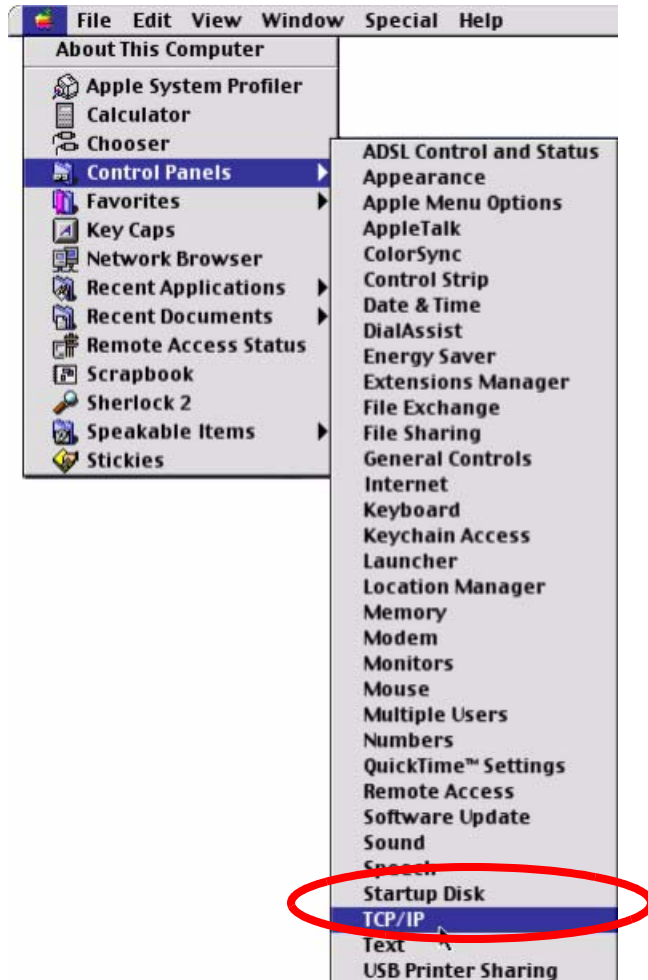 File Edit View Window Special Help
About This Computer
Apple System Profiler
Calculator
Chooser
Control Panels
Favorites
Key Caps
Network Browser
Recent Applications
Recent Documents
Remote Access Status
Scrapbook
Sherlock 2
Speakable Items
Stickies
ADSL Control and Status
Appearance
Apple Menu Options
AppleTalk
ColorSync
Control Strip
Date & Time
DialAssist
Energy Saver
Extensions Manager
File Exchange
File Sharing
General Controls
Internet
Keyboard
Keychain Access
Launcher
Location Manager
Memory
Modem
Monitors
Mouse
Multiple Users
Numbers
QuickTime™ Settings
Remote Access
Software Update
Sound
Speech
Startup Disk
TCP/IP
Text
USB Printer Sharing